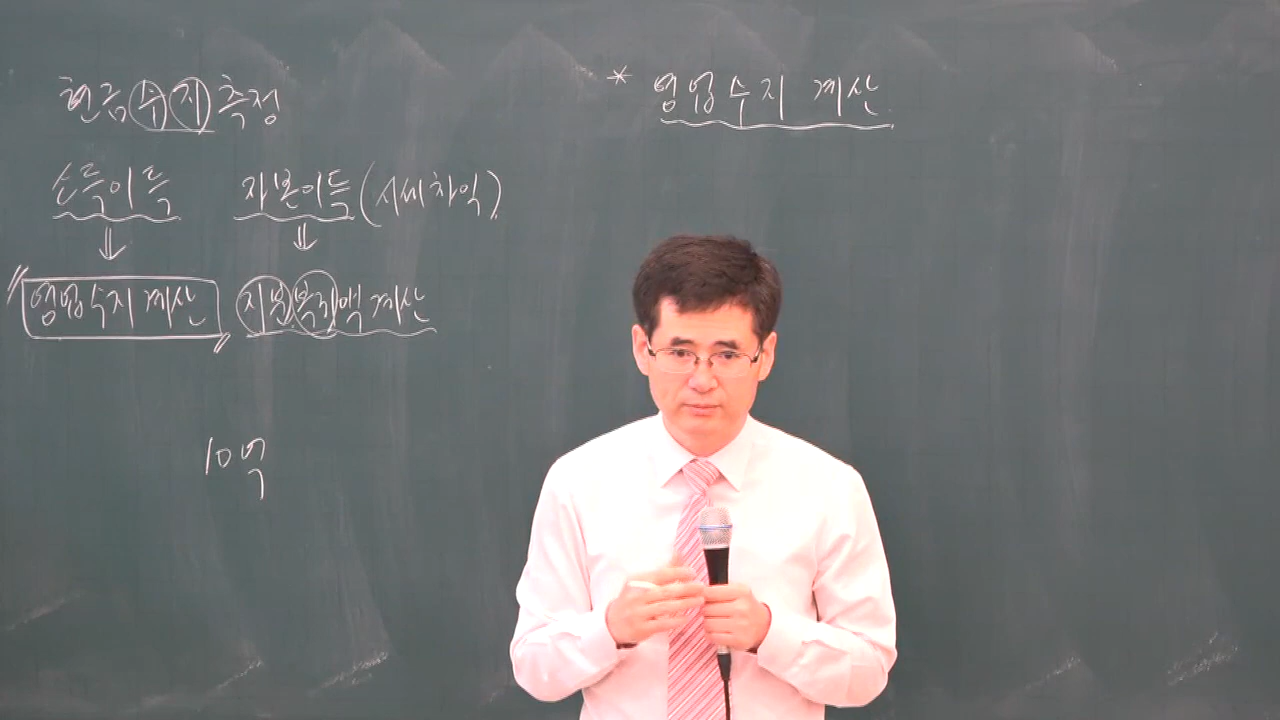 현금수지측정
소득이득 자본이득(시세차익)
⇓ ⇓
영업수지 계산 지분복귀액 계산
10억
* 영업수지 계산